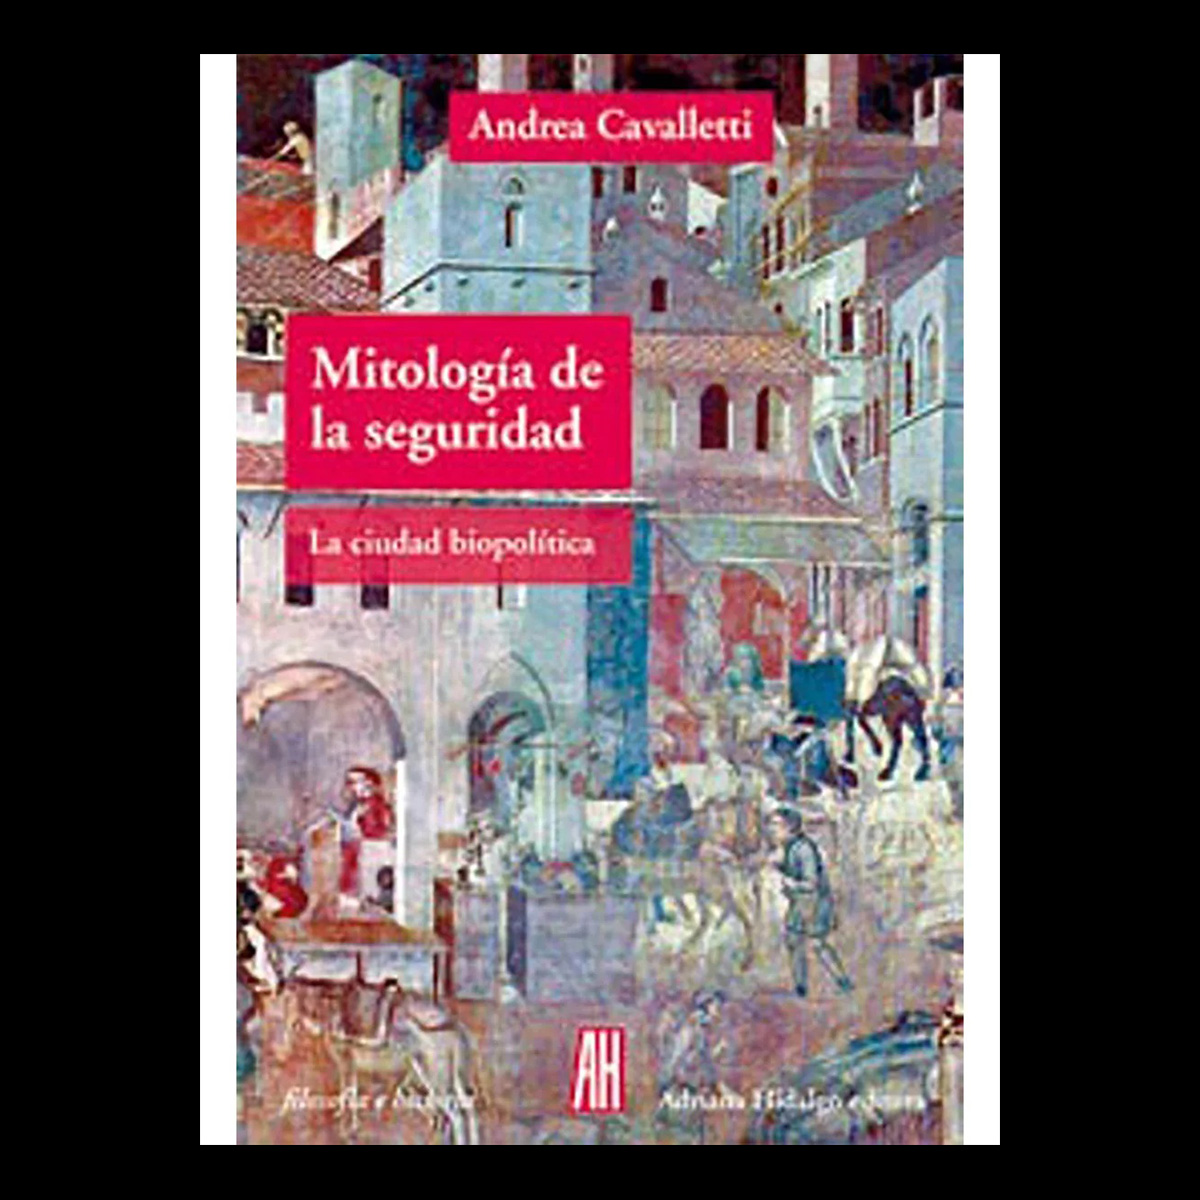 Andrea Cavalletti
Mitología de
la seguridad
La ciudad biopolítica
AH
filosofía e historia
Adriana Hidalgo editora